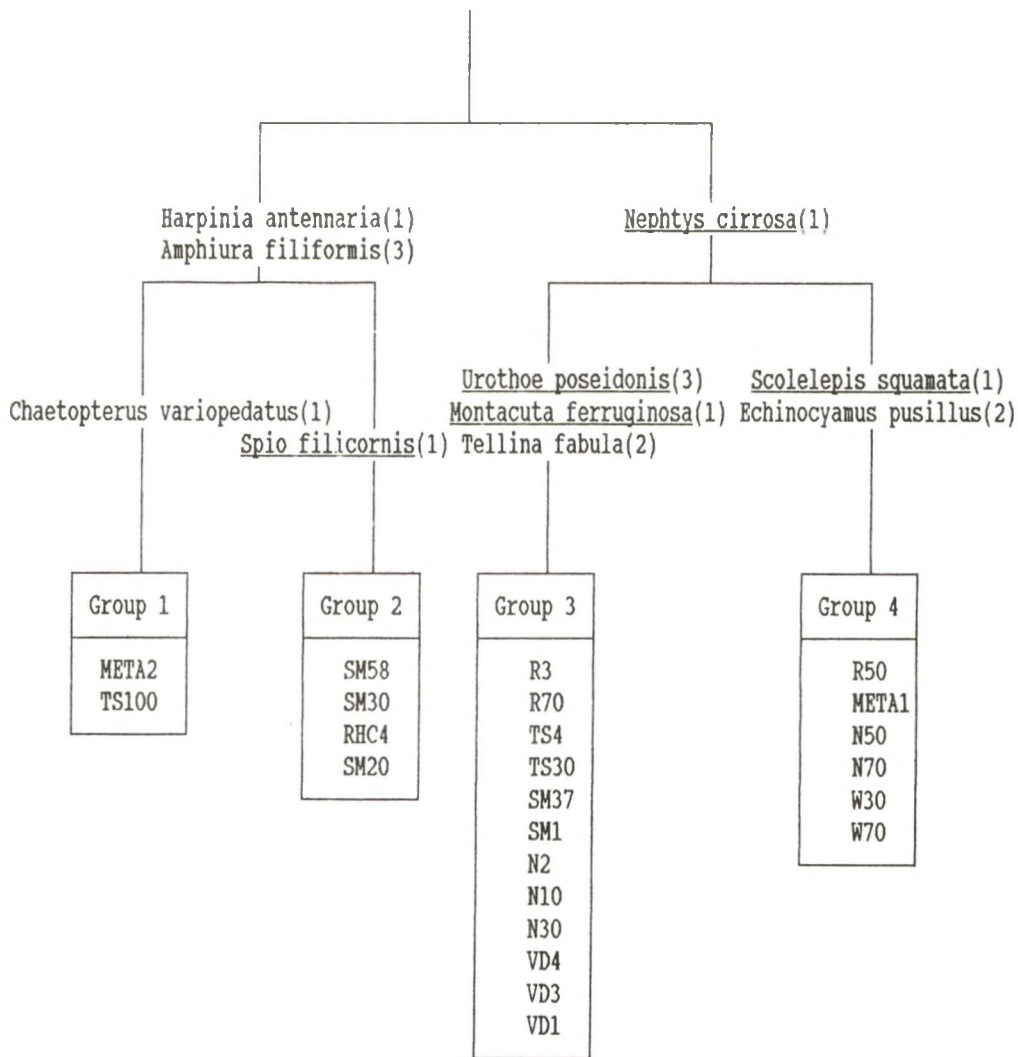 Harpinia antennaria(1)
Amphiura filiformis(3)
Nephtys cirrosa(1)
Chaetopterus variopedatus(1)
Spio filicornis(1)
Urothoe poseidonis(3)
Montacuta ferruginosa(1)
Tellina fabula(2)
Scolelepis squamata(1)
Echinocyamus pusillus(2)
Group 1
META2
TS100
Group 2
SM58
SM30
RHC4
SM20
Group 3
R3
R70
TS4
TS30
SM37
SM1
N2
N10
N30
VD4
VD3
VD1
Group 4
R50
META1
N50
N70
W30
W70